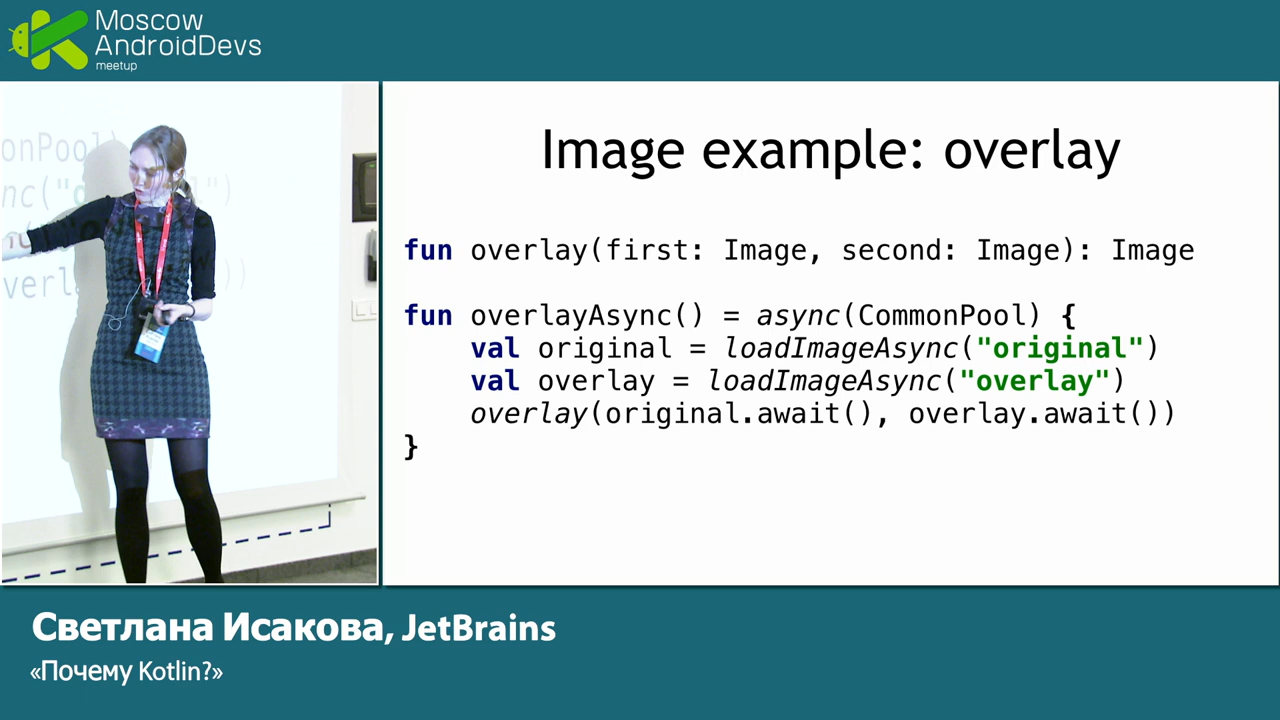 Moscow
AndroidDevs
meetup
Image example: overlay
fun overlay(first: Image, second: Image): Image
fun overlayAsync() = async(CommonPool) {
    val original = loadImageAsync("original")
    val overlay = loadImageAsync("overlay")
    overlay(original.await(), overlay.await())
}
Светлана Исакова, JetBrains
«Почему Kotlin?»